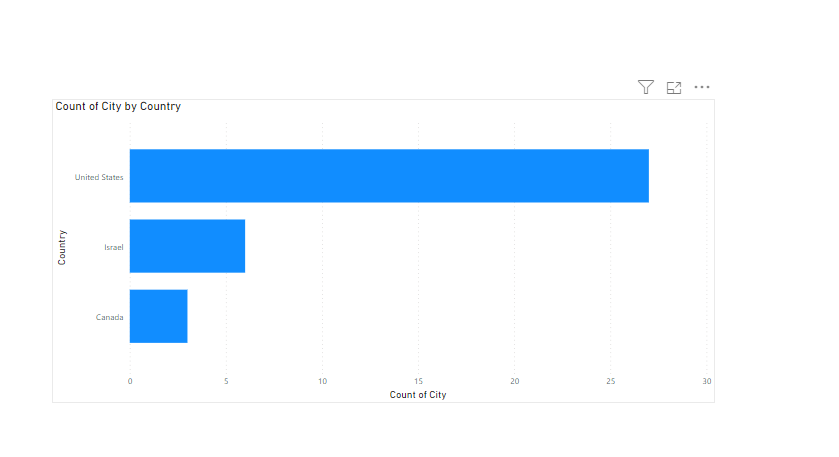 Count of City by Country
Country
United States
Israel
Canada
0 5 10 15 20 25 30
Count of City